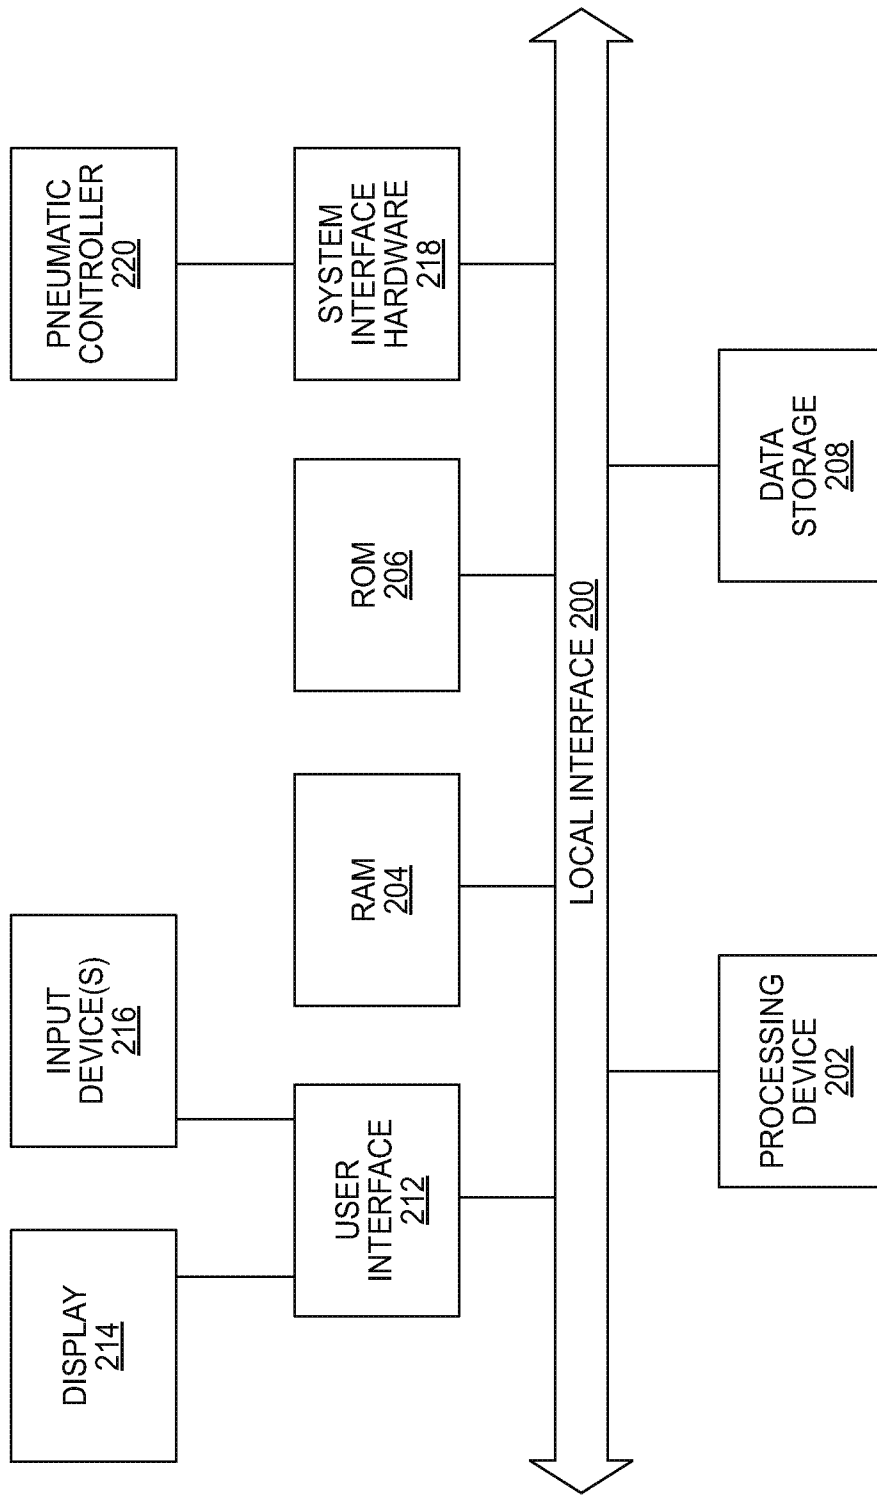 DISPLAY
214
INPUT
DEVICE(S)
216
PNEUMATIC
CONTROLLER
220
USER
INTERFACE
212
RAM
204
ROM
206
SYSTEM
INTERFACE
HARDWARE
218
LOCAL INTERFACE 200
PROCESSING
DEVICE
202
DATA
STORAGE
208